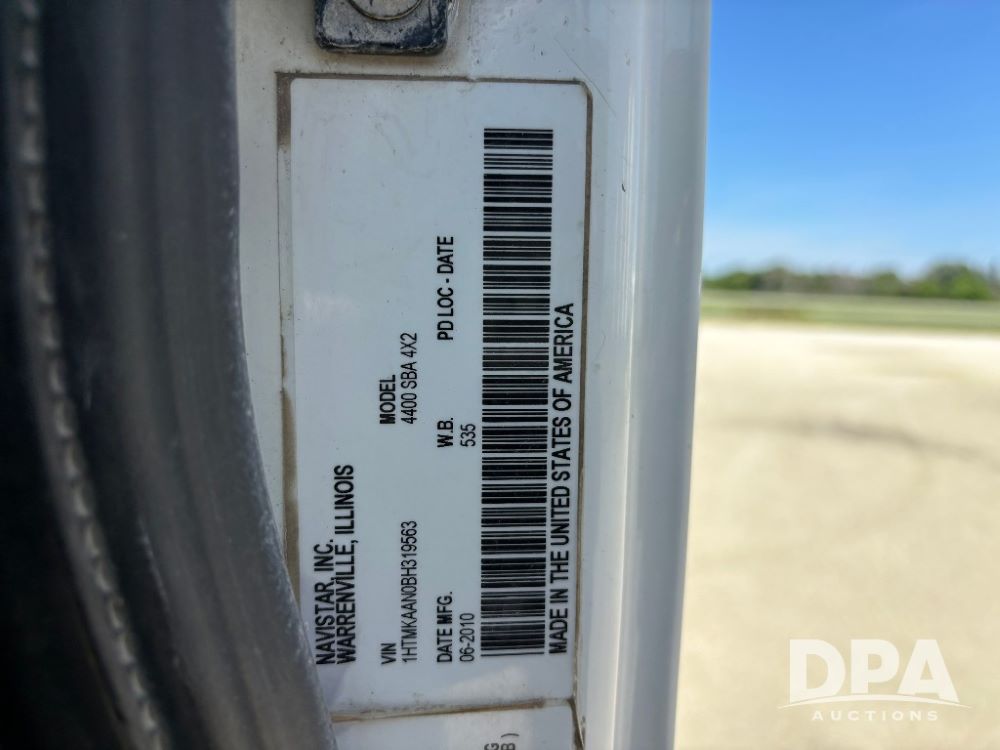 NAVISTAR, INC.
WARRENVILLE, ILLINOIS
VIN MODEL
1HTMKAAN0BH319563 4400 SBA 4X2
DATE MFG. W.B. PD LOC - DATE
06-2010 535
MADE IN THE UNITED STATES OF AMERICA
DPA
AUCTIONS